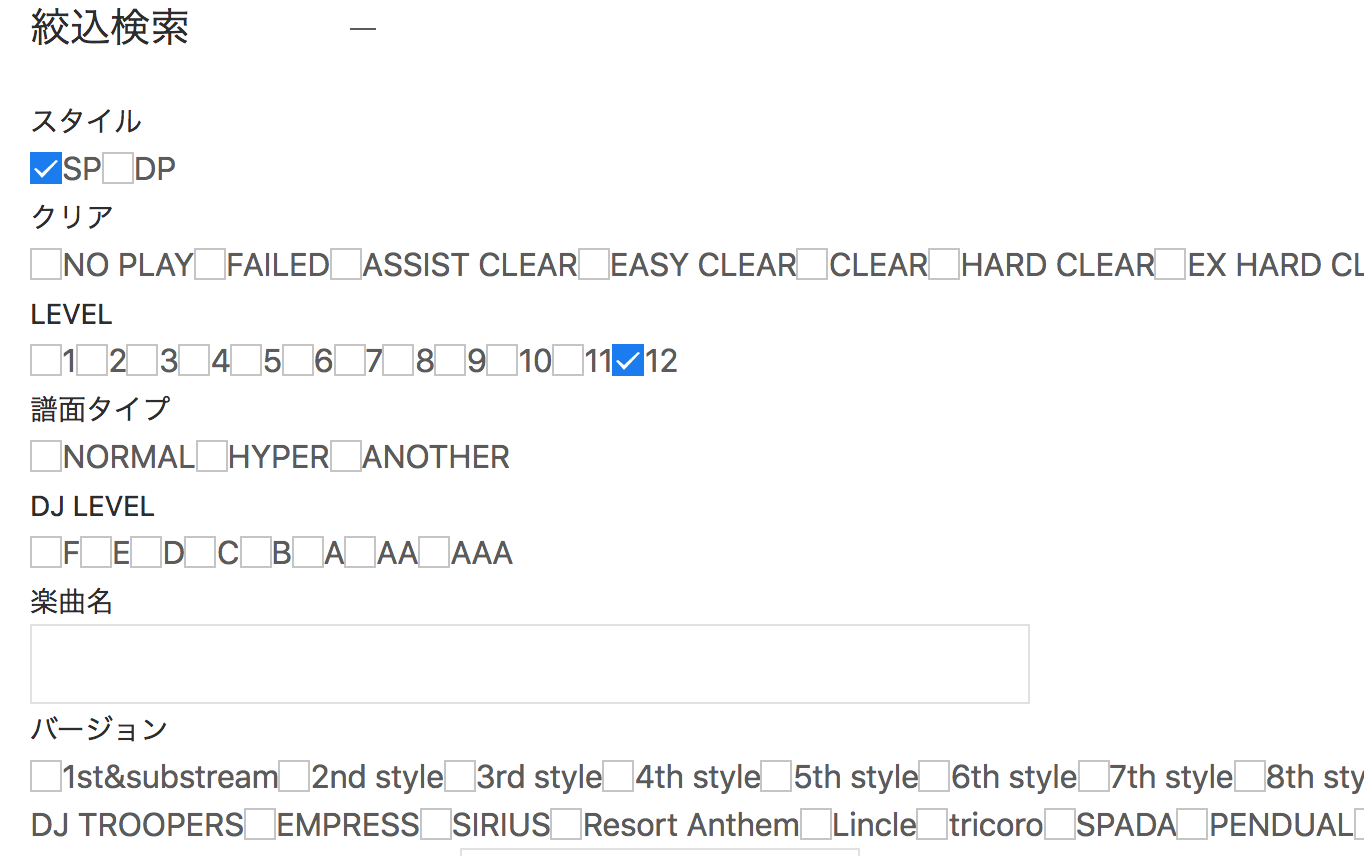 絞込検索
スタイル
SP DP
クリア
NO PLAY FAILED ASSIST CLEAR EASY CLEAR CLEAR HARD CLEAR EX HARD CL
LEVEL
1 2 3 4 5 6 7 8 9 10 11 12
譜面タイプ
NORMAL HYPER ANOTHER
DJ LEVEL
F E D C B A AA AAA
楽曲名
バージョン
1st&substream 2nd style 3rd style 4th style 5th style 6th style 7th style 8th sty
DJ TROOPERS EMPRESS SIRIUS Resort Anthem Lincle tricoro SPADA PENDUAL